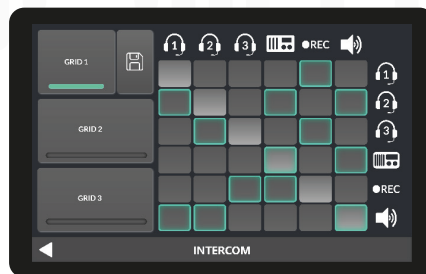 GRID 1
1 2 3 REC
1
GRID 2
2
3
GRID 3
REC
INTERCOM